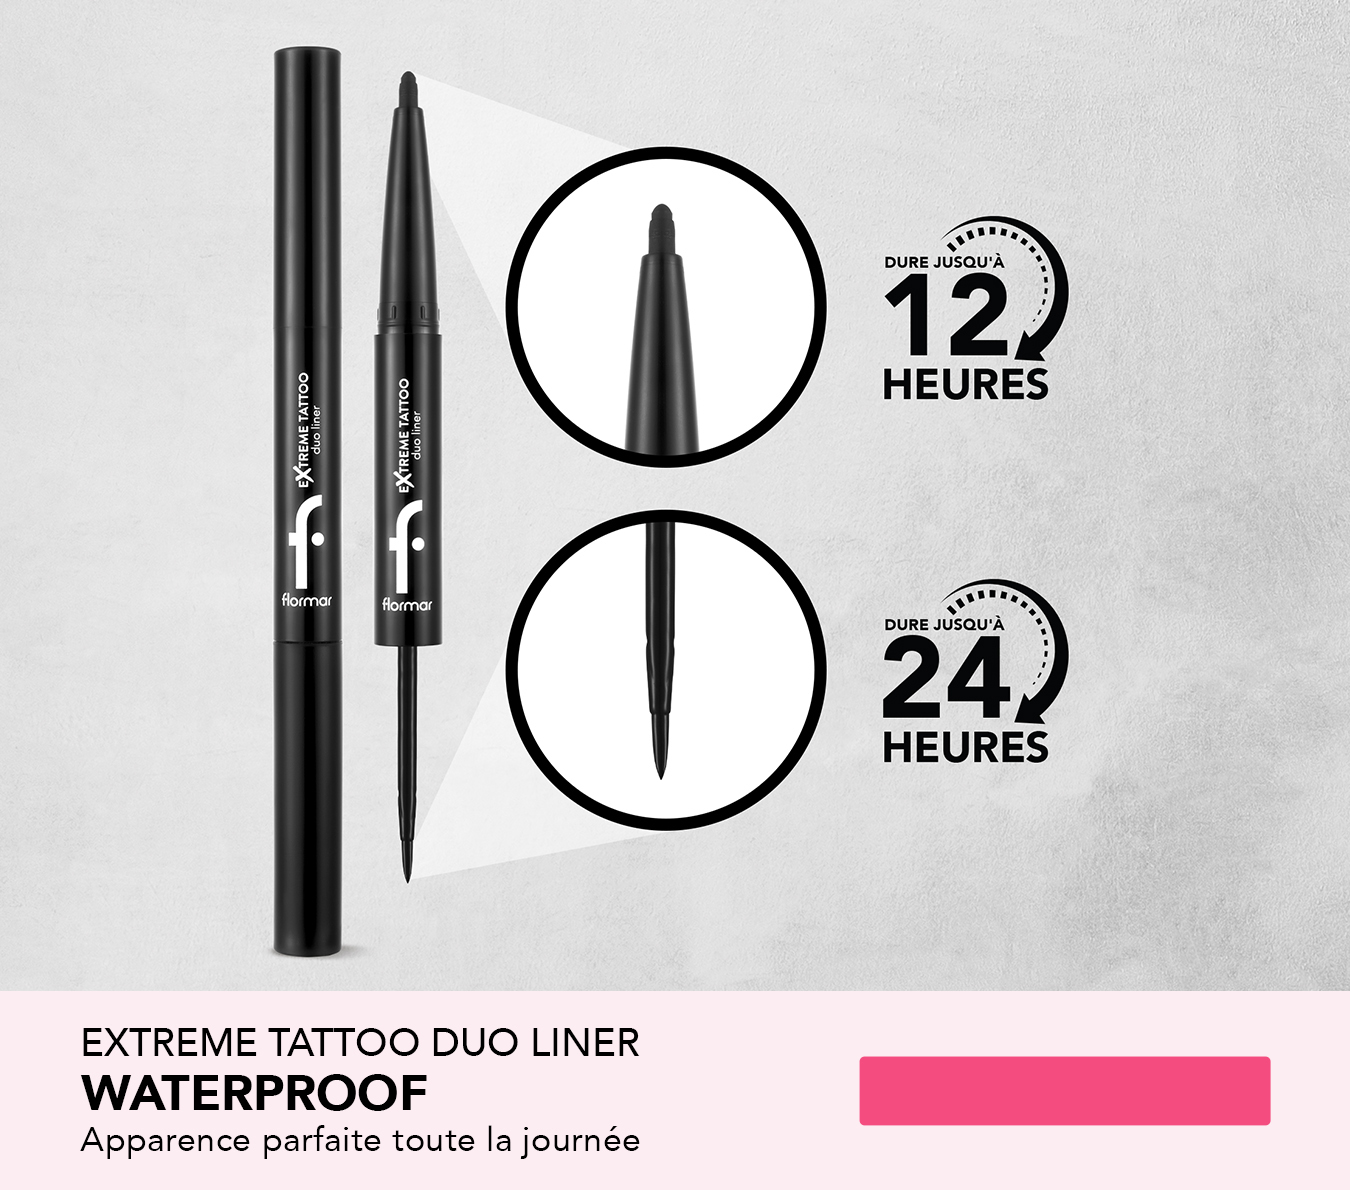 EXTREME TATTOO
duo liner
flormar
EXTREME TATTOO
duo liner
flormar
DURE JUSQU'À
12
HEURES
DURE JUSQU'À
24
HEURES
EXTREME TATTOO DUO LINER
WATERPROOF
Apparence parfaite toute la journée